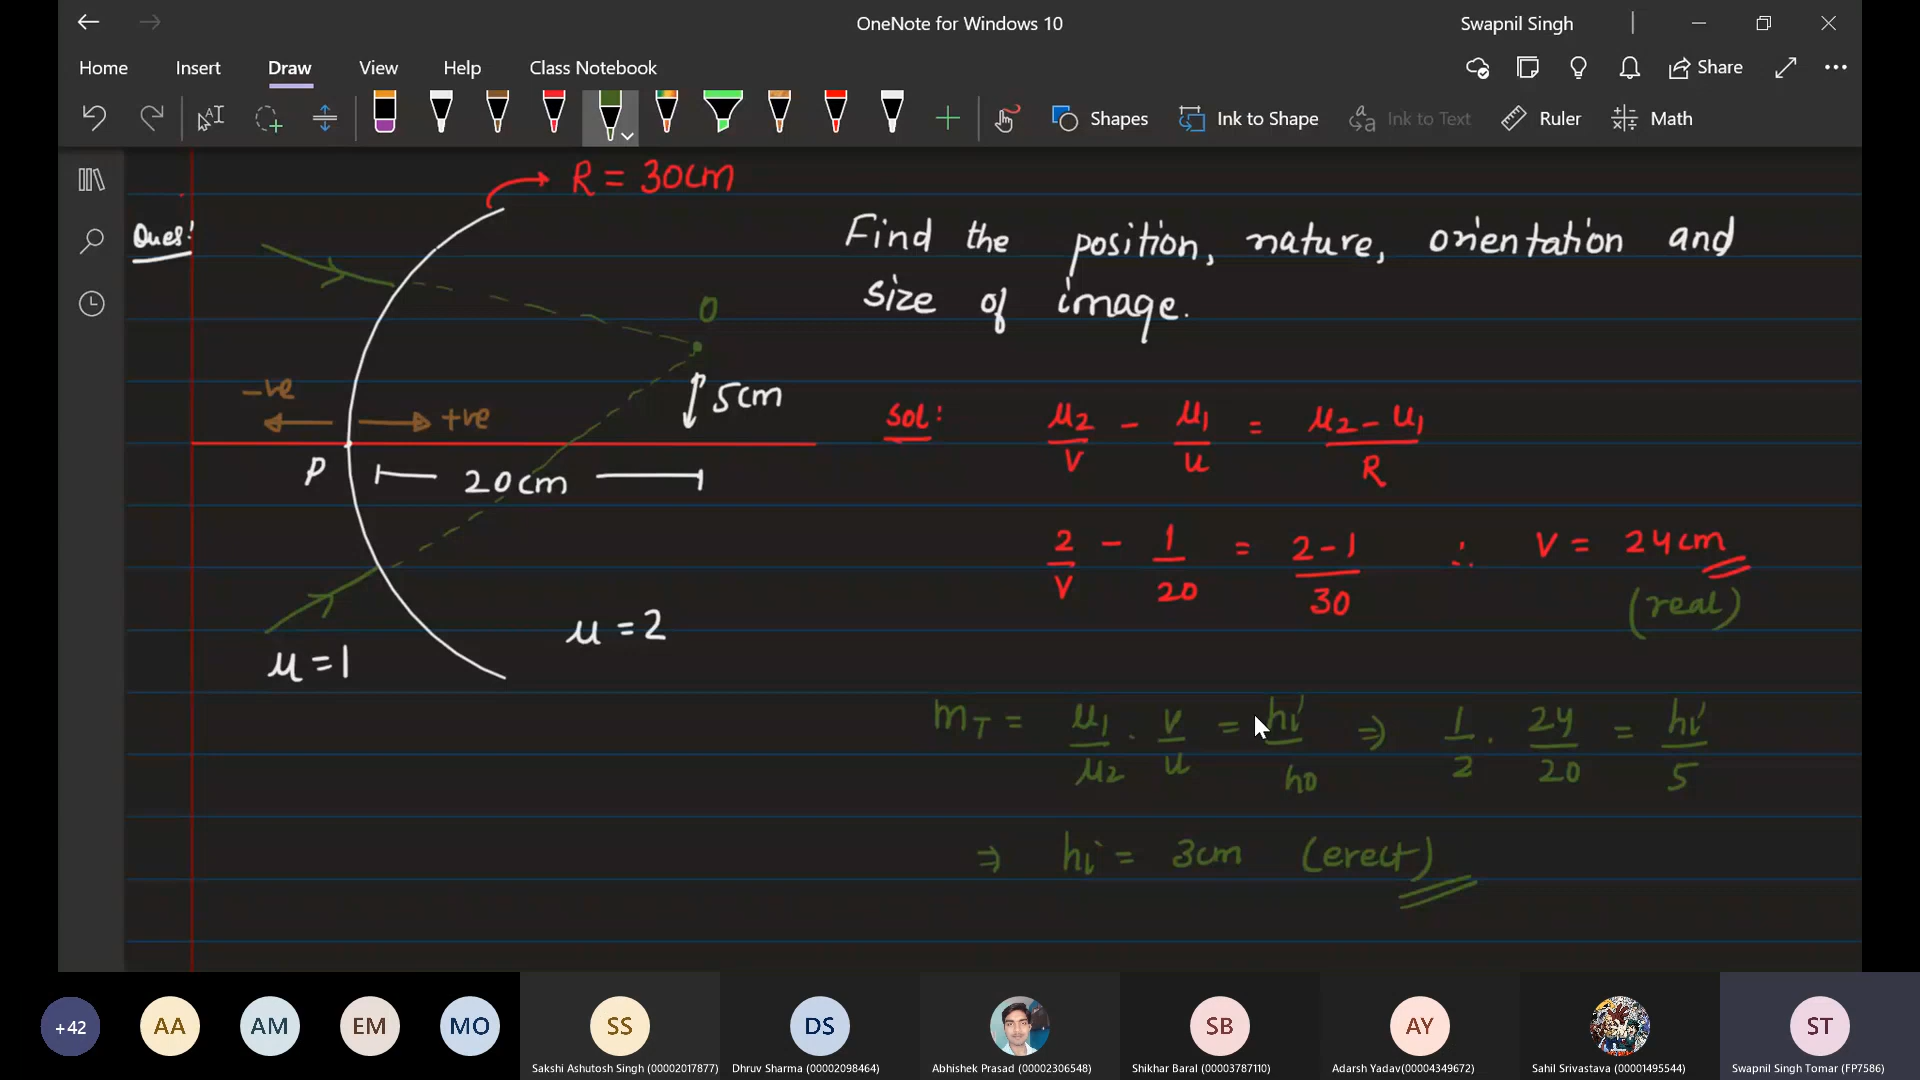 OneNote for Windows 10
Swapnil Singh
Home Insert Draw View Help Class Notebook
Share
Shapes Ink to Shape Ink to Text Ruler Math
R = 30cm
Ques:
Find the position, nature, orientation and
size of image.
O
5cm
-ve
+ve
P
20cm
μ = 1
μ = 2
Sol:
μ2/v - μ1/u = μ2 - μ1/R
2/v - 1/20 = 2-1/30 ∴ v = 24cm
(real)
mT = μ1/μ2 . v/u = hi/ho ⇒ 1/2 . 24/20 = hi/5
⇒ hi = 3cm (erect)
+42 AA AM EM MO SS DS SB AY ST
Sakshi Ashutosh Singh (00002017877)
Dhruv Sharma (00002098464)
Abhishek Prasad (00002306548)
Shikhar Baral (00003787110)
Adarsh Yadav(00004349672)
Sahil Srivastava (00001495544)
Swapnil Singh Tomar (FP7586)